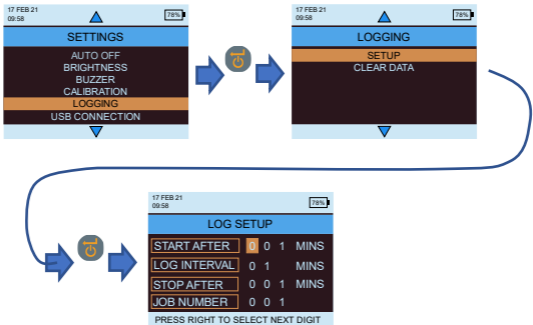 17 FEB 21
09:58
78%
SETTINGS
AUTO OFF
BRIGHTNESS
BUZZER
CALIBRATION
LOGGING
USB CONNECTION
17 FEB 21
09:58
78%
LOGGING
SETUP
CLEAR DATA
17 FEB 21
09:58
78%
LOG SETUP
START AFTER 0 0 1 MINS
LOG INTERVAL 0 1 MINS
STOP AFTER 0 0 1 MINS
JOB NUMBER 0 0 1
PRESS RIGHT TO SELECT NEXT DIGIT